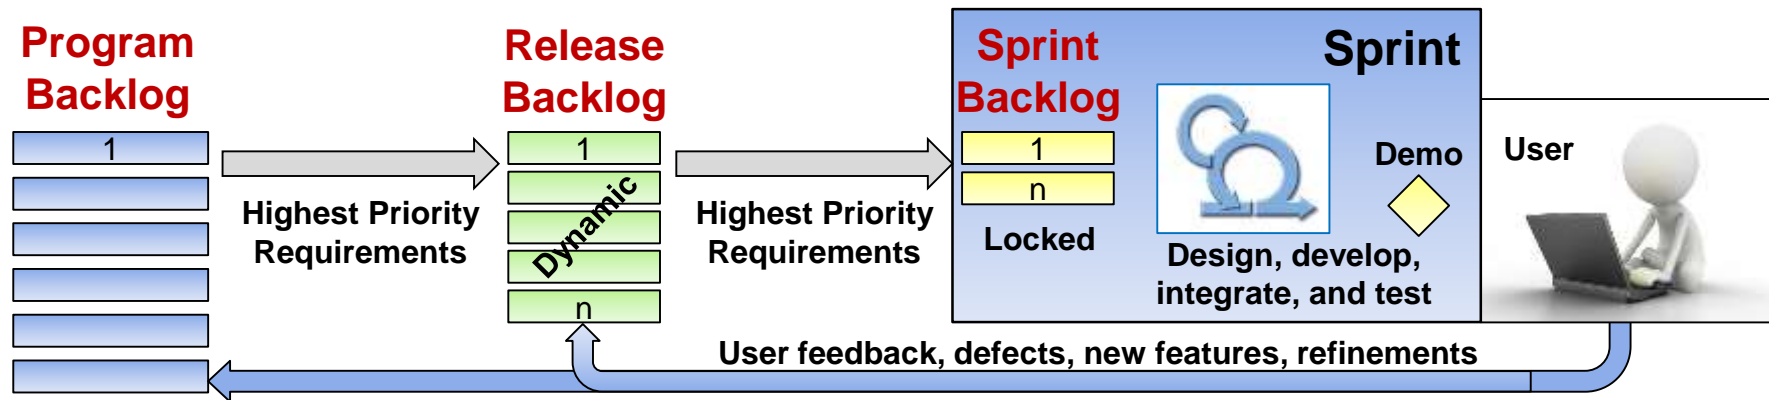 Program
Backlog
1
Highest Priority
Requirements
Release
Backlog
1
Dynamic
n
Highest Priority
Requirements
Sprint
Sprint
Backlog
1
n
Locked
Design, develop,
integrate, and test
Demo
User
User feedback, defects, new features, refinements